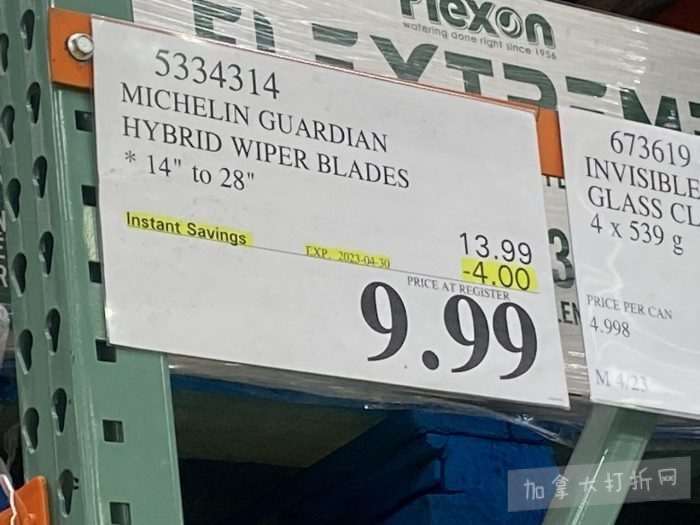 Flexon
watering done right since 1956
5334314
MICHELIN GUARDIAN
HYBRID WIPER BLADES
* 14" to 28"
Instant Savings
EXP. 2023-04-30
13.99
-4.00
PRICE AT REGISTER
9.99
673619
INVISIBLE
GLASS CL
4 x 539 g
PRICE PER CAN
4.998
M 4/23
加拿大打折网